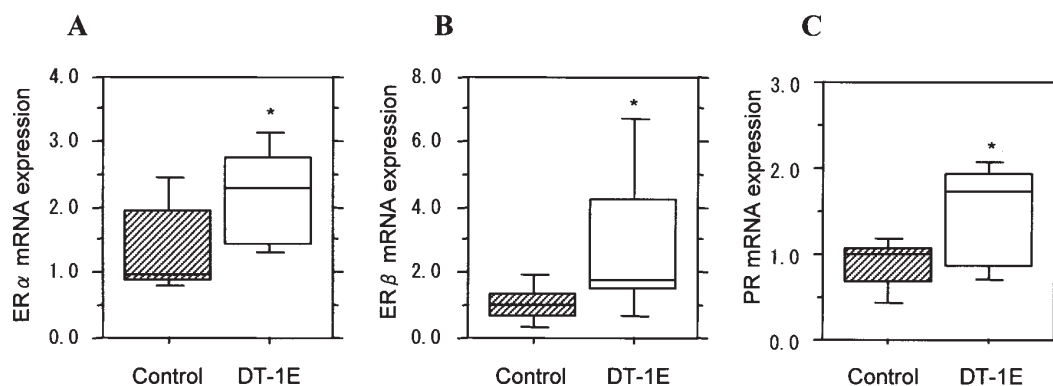 A
ERα mRNA expression
4.0
3.0
2.0
1.0
0.0
*
Control DT-1E
B
ERβ mRNA expression
8.0
6.0
4.0
2.0
0.0
*
Control DT-1E
C
PR mRNA expression
3.0
2.0
1.0
0.0
*
Control DT-1E